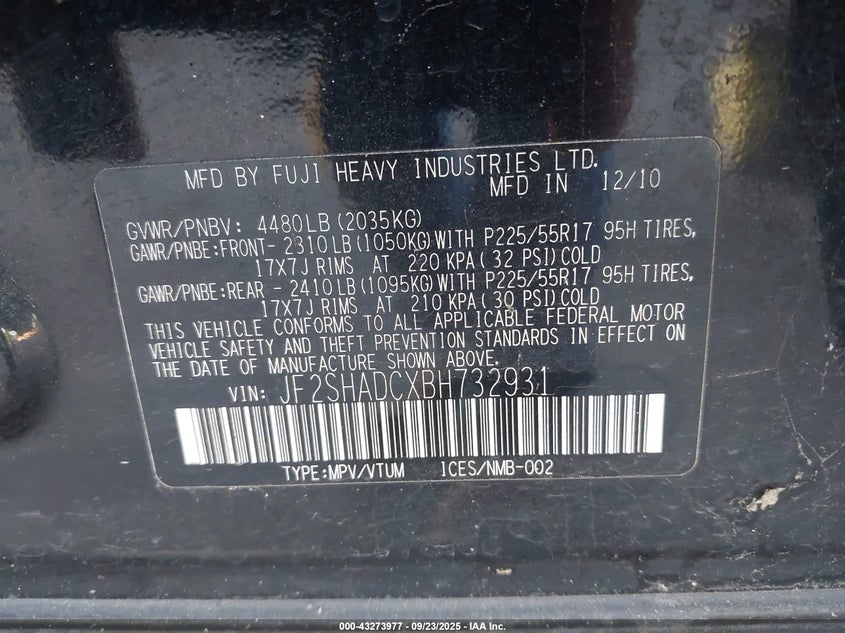 MFD BY FUJI HEAVY INDUSTRIES LTD.
MFD IN 12/10
GVWR/PNBV: 4480LB(2035KG)
GAWR/PNBE:FRONT- 2310LB(1050KG)WITH P225/55R17 95H TIRES,
17X7J RIMS AT 220 KPA(32 PSI)COLD
GAWR/PNBE:REAR - 2410LB(1095KG)WITH P225/55R17 95H TIRES,
17X7J RIMS AT 210 KPA(30 PSI)COLD
THIS VEHICLE CONFORMS TO ALL APPLICABLE FEDERAL MOTOR
VEHICLE SAFETY AND THEFT PREVENTION STANDARDS IN EFFECT ON
THE DATE OF MANUFACTURE SHOWN ABOVE.
VIN: JF2SHADCXBH732931
TYPE:MPV/VTUM ICES/NMB-002
000-43273977 - 09/23/2025 - IAA Inc.